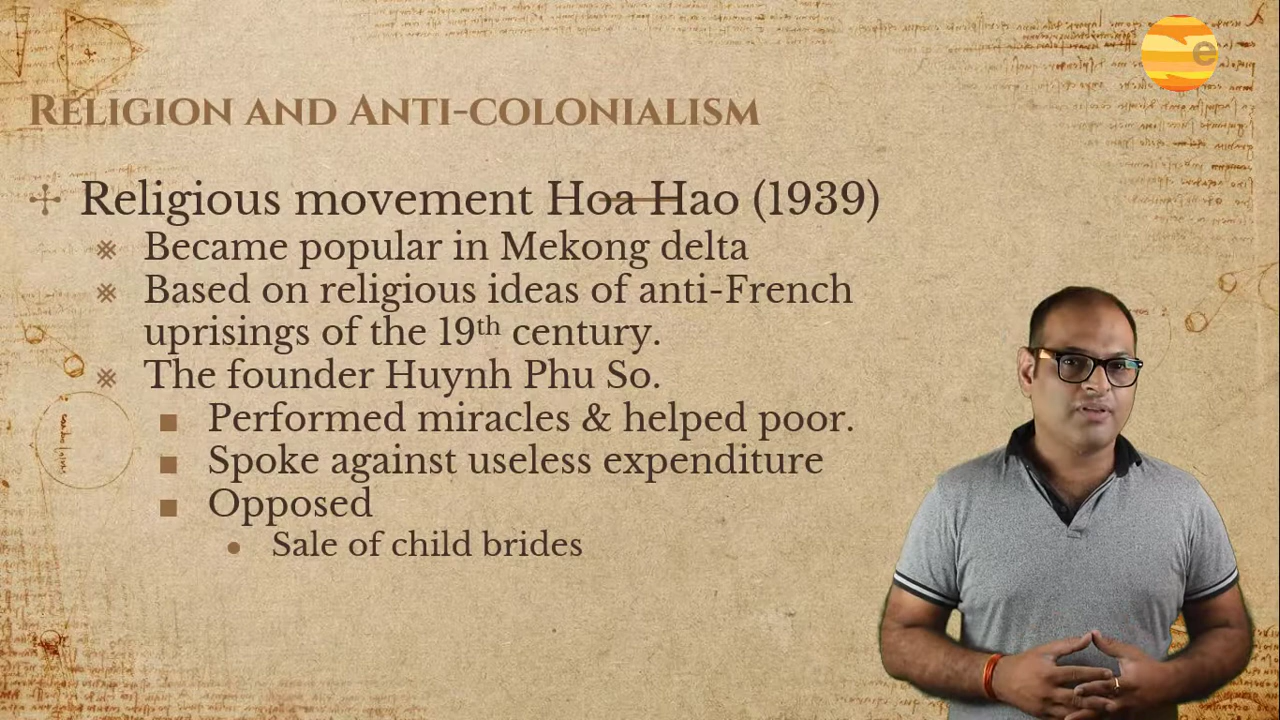 e
Religion and Anti-colonialism
Religious movement Hoa Hao (1939)
Became popular in Mekong delta
Based on religious ideas of anti-French
uprisings of the 19th century.
The founder Huynh Phu So.
Performed miracles & helped poor.
Spoke against useless expenditure
Opposed
Sale of child brides